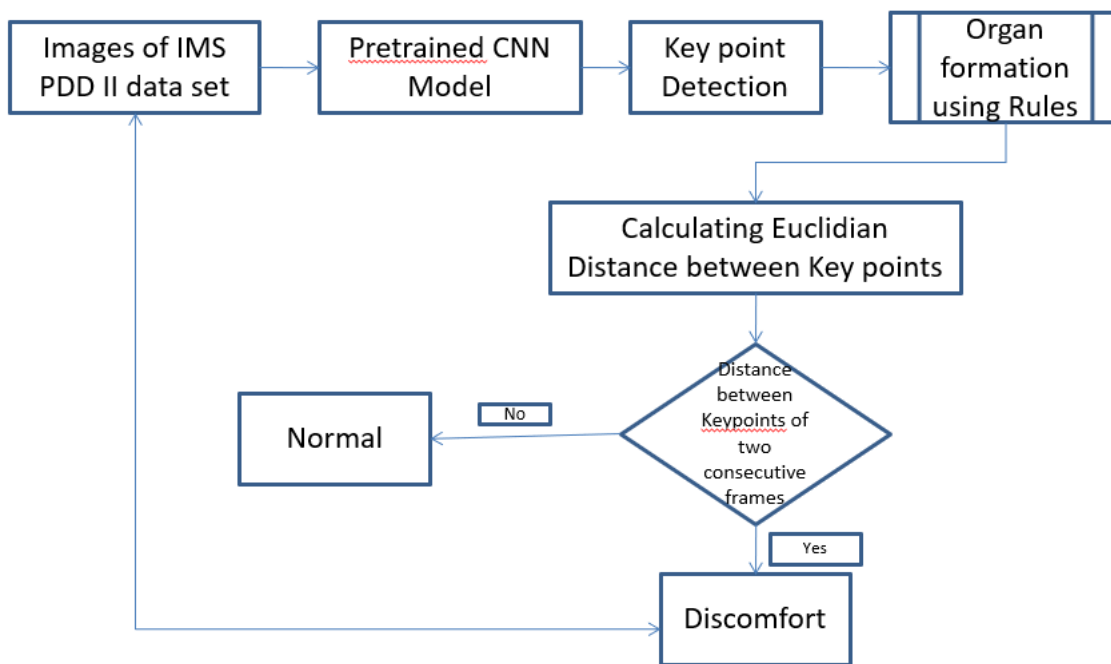 Images of IMS
PDD II data set
Pretrained CNN
Model
Key point
Detection
Organ
formation
using Rules
Calculating Euclidian
Distance between Key points
Distance
between
Keypoints of
two
consecutive
frames
No
Normal
Yes
Discomfort